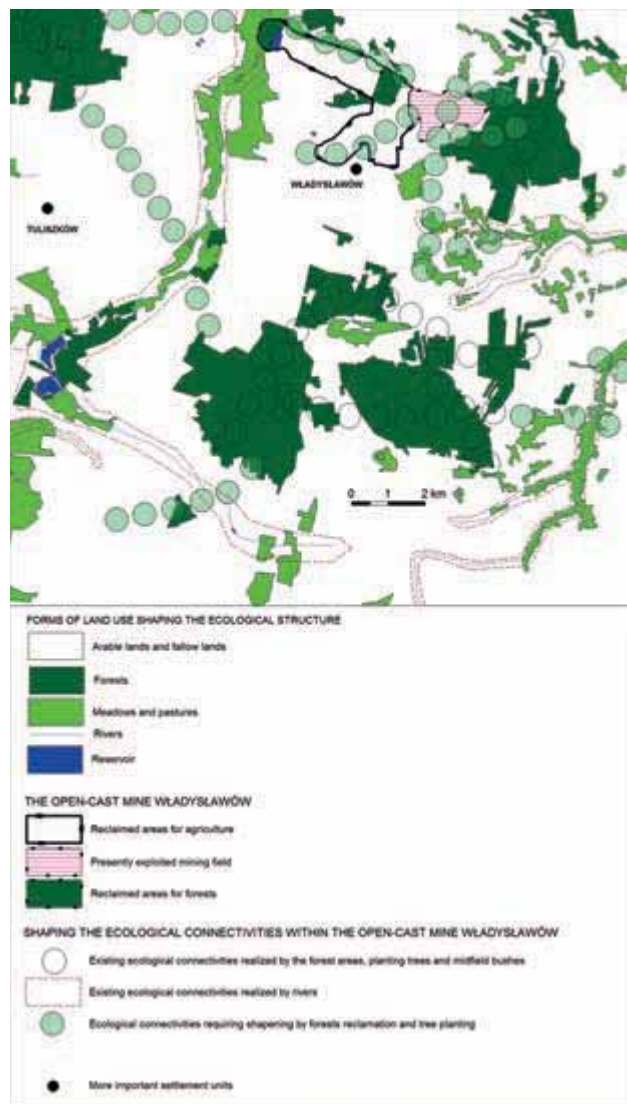 WŁADYSŁAWÓW
TULISZKÓW
0 1 2 km
FORMS OF LAND USE SHAPING THE ECOLOGICAL STRUCTURE
Arable lands and fallow lands
Forests
Meadows and pastures
Rivers
Reservoir
THE OPEN-CAST MINE WŁADYSŁAWÓW
Reclaimed areas for agriculture
Presently exploited mining field
Reclaimed areas for forests
SHAPING THE ECOLOGICAL CONNECTIVITIES WITHIN THE OPEN-CAST MINE WŁADYSŁAWÓW
Existing ecological connectivities realized by the forest areas, planting trees and midfield bushes
Existing ecological connectivities realized by rivers
Ecological connectivities requiring shapening by forests reclamation and tree planting
More important settlement units